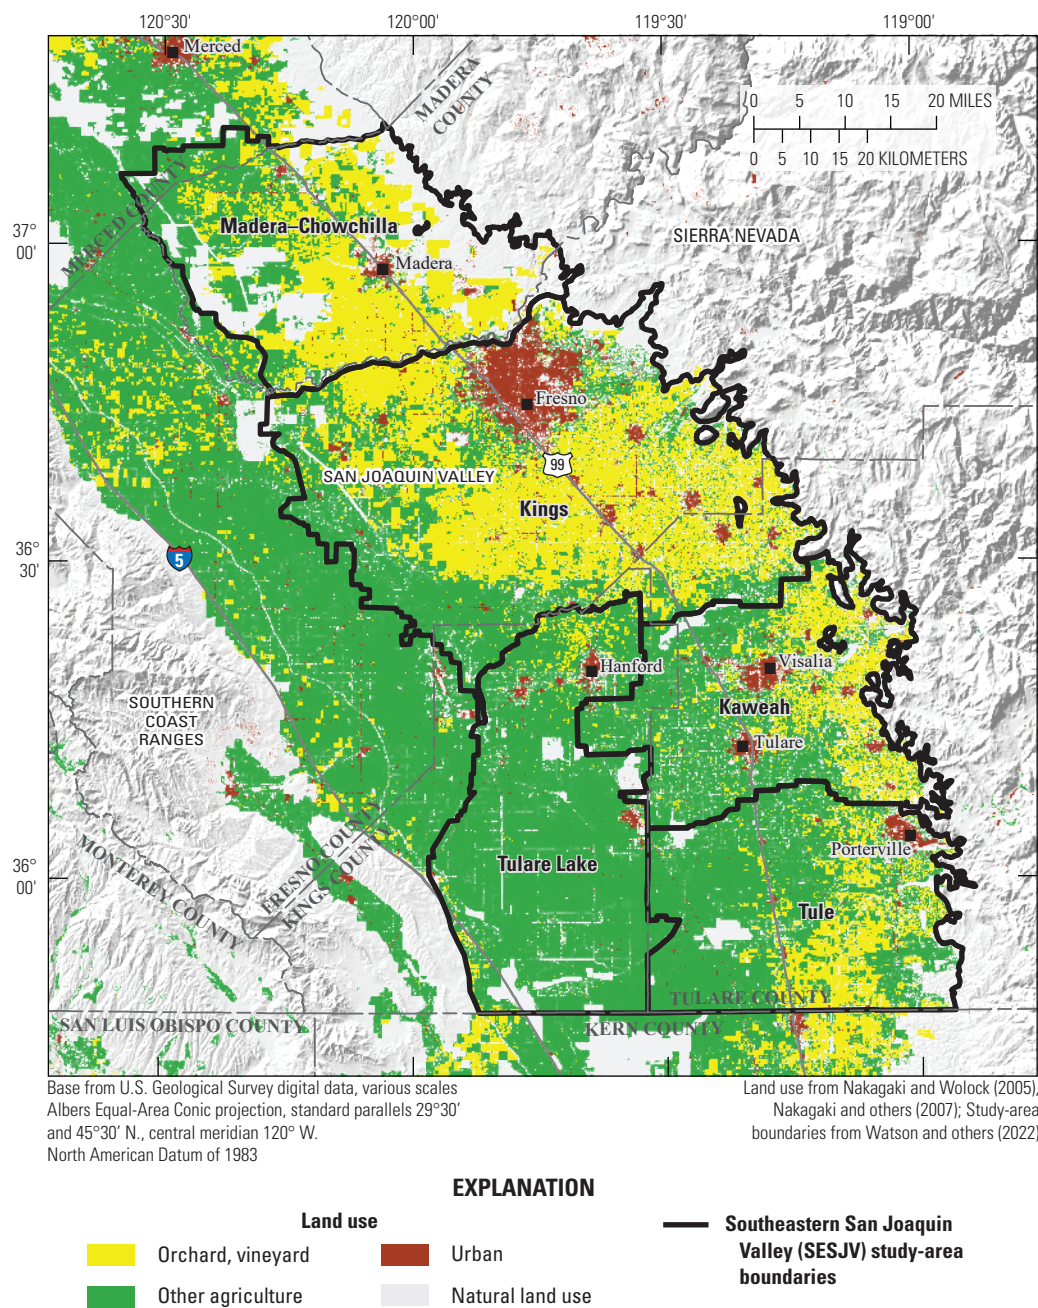 120°30'
120°00'
119°30'
119°00'
Merced
MADERA
COUNTY
0 5 10 15 20 MILES
0 5 10 15 20 KILOMETERS
MERCED COUNTY
Madera–Chowchilla
SIERRA NEVADA
37°
00'
Madera
Fresno
99
SAN JOAQUIN VALLEY
Kings
36°
30'
5
Hanford
Visalia
SOUTHERN
COAST
RANGES
Kaweah
Tulare
Porterville
Tulare Lake
36°
00'
MONTEREY COUNTY
FRESNO COUNTY
KINGS COUNTY
Tule
TULARE COUNTY
SAN LUIS OBISPO COUNTY
KERN COUNTY
Base from U.S. Geological Survey digital data, various scales
Albers Equal-Area Conic projection, standard parallels 29°30'
and 45°30' N., central meridian 120° W.
North American Datum of 1983
Land use from Nakagaki and Wolock (2005),
Nakagaki and others (2007); Study-area
boundaries from Watson and others (2022)
EXPLANATION
Land use
Orchard, vineyard
Other agriculture
Urban
Natural land use
Southeastern San Joaquin
Valley (SESJV) study-area
boundaries